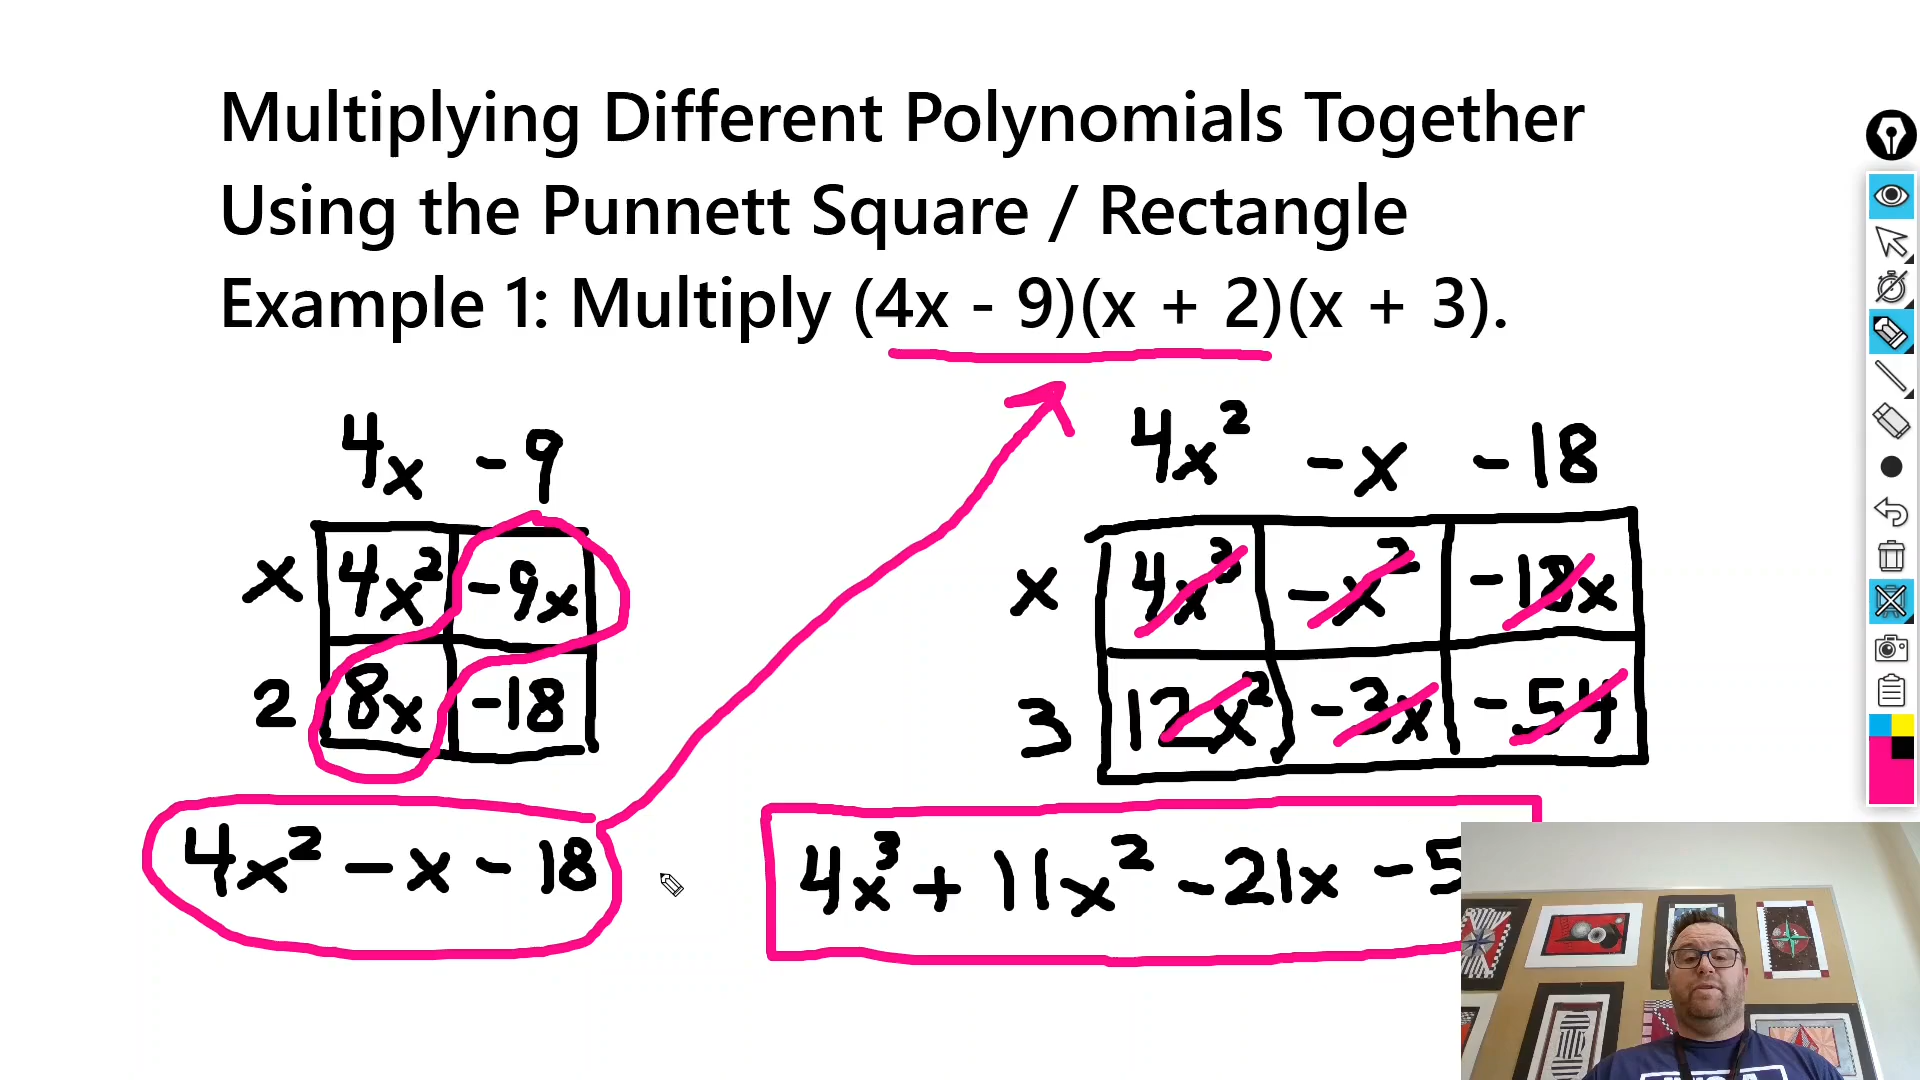 Multiplying Different Polynomials Together
Using the Punnett Square / Rectangle
Example 1: Multiply (4x - 9)(x + 2)(x + 3).
4x - 9
x 4x² -9x
2 8x -18
4x² - x - 18
4x² - x - 18
x 4x³ -x² -18x
3 12x² -3x -54
4x³ + 11x² - 21x - 5